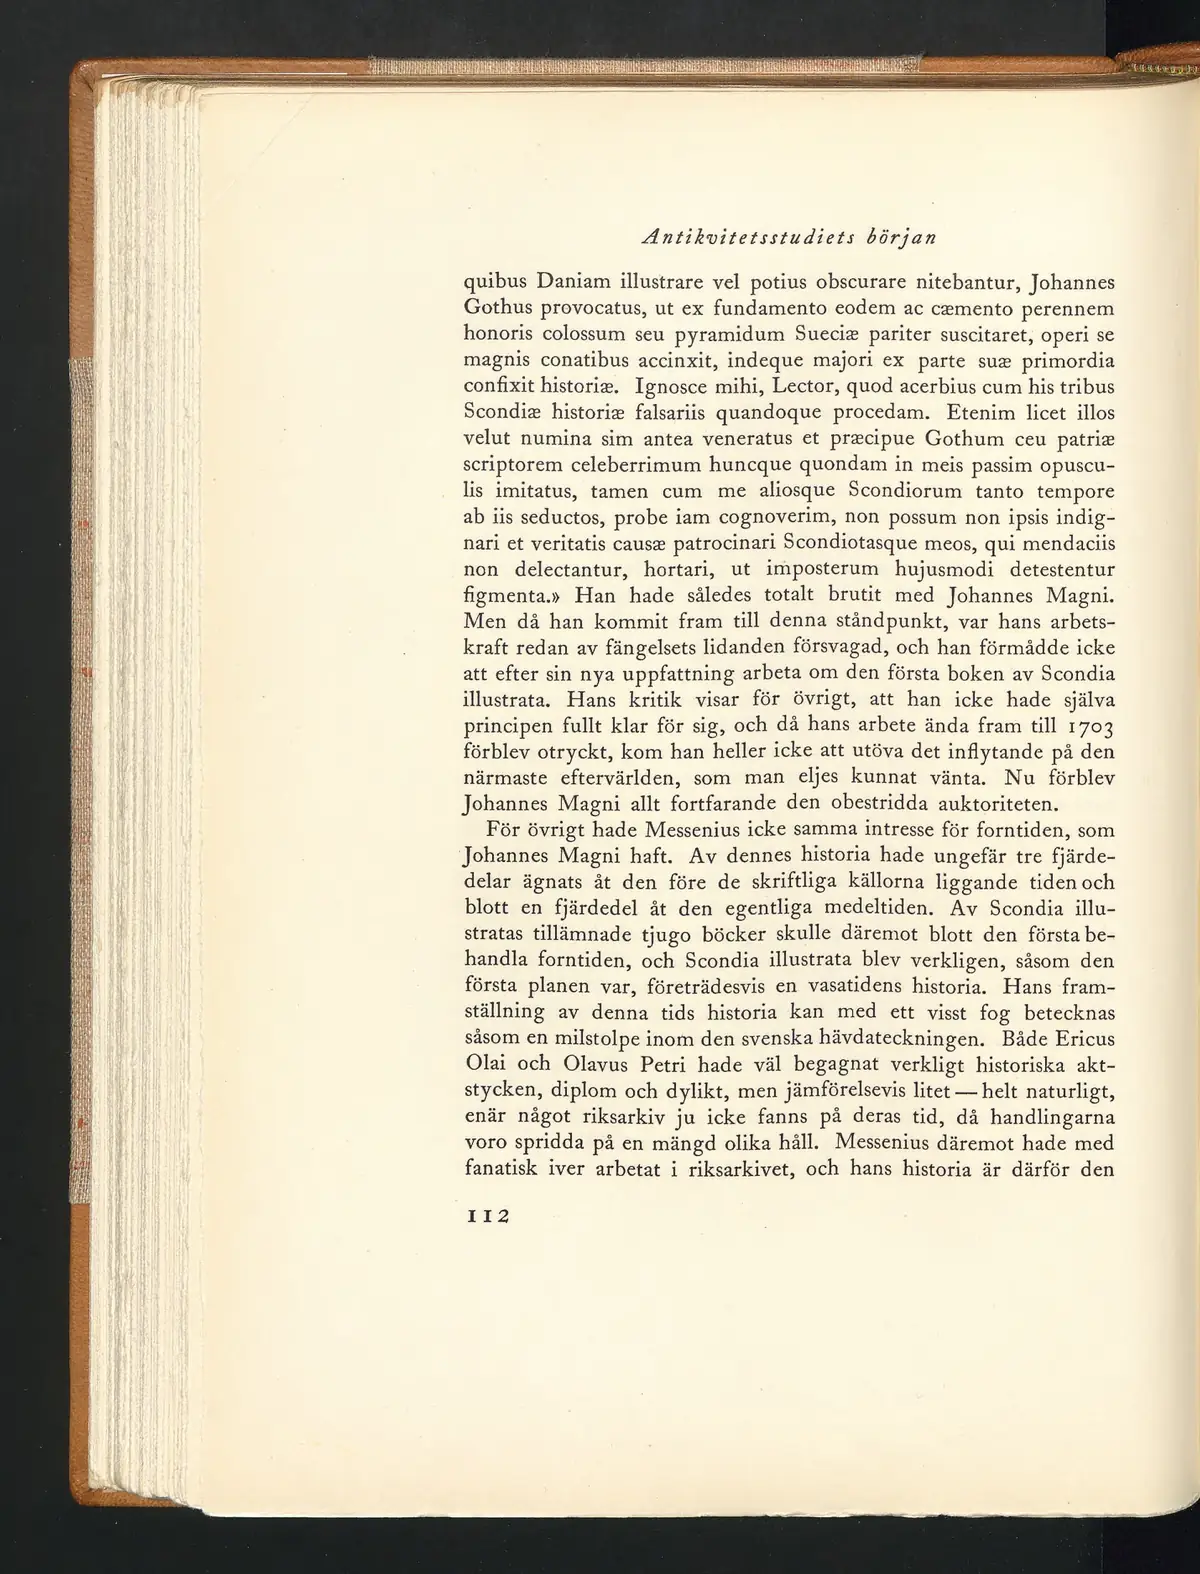 Antikvitetsstudiets början
quibus Daniam illustrare vel potius obscurare nitebantur, Johannes
Gothus provocatus, ut ex fundamento eodem ac cæmento perennem
honoris colossum seu pyramidum Sueciæ pariter suscitaret, operi se
magnis conatibus accinxit, indeque majori ex parte suæ primordia
confixit historiæ. Ignosce mihi, Lector, quod acerbius cum his tribus
Scondiæ historiæ falsariis quandoque procedam. Etenim licet illos
velut numina sim antea veneratus et præcipue Gothum ceu patriæ
scriptorem celeberrimum huncque quondam in meis passim opuscu-
lis imitatus, tamen cum me aliosque Scondiorum tanto tempore
ab iis seductos, probe iam cognoverim, non possum non ipsis indig-
nari et veritatis causæ patrocinari Scondiotasque meos, qui mendaciis
non delectantur, hortari, ut imposterum hujusmodi detestentur
figmenta.» Han hade således totalt brutit med Johannes Magni.
Men då han kommit fram till denna ståndpunkt, var hans arbets-
kraft redan av fängelsets lidanden försvagad, och han förmådde icke
att efter sin nya uppfattning arbeta om den första boken av Scondia
illustrata. Hans kritik visar för övrigt, att han icke hade själva
principen fullt klar för sig, och då hans arbete ända fram till 1703
förblev otryckt, kom han heller icke att utöva det inflytande på den
närmaste eftervärlden, som man eljes kunnat vänta. Nu förblev
Johannes Magni allt fortfarande den obestridda auktoriteten.
För övrigt hade Messenius icke samma intresse för forntiden, som
Johannes Magni haft. Av dennes historia hade ungefär tre fjärde-
delar ägnats åt den före de skriftliga källorna liggande tiden och
blott en fjärdedel åt den egentliga medeltiden. Av Scondia illu-
stratas tillämnade tjugo böcker skulle däremot blott den första be-
handla forntiden, och Scondia illustrata blev verkligen, såsom den
första planen var, företrädesvis en vasatidens historia. Hans fram-
ställning av denna tids historia kan med ett visst fog betecknas
såsom en milstolpe inom den svenska hävdateckningen. Både Ericus
Olai och Olavus Petri hade väl begagnat verkligt historiska akt-
stycken, diplom och dylikt, men jämförelsevis litet — helt naturligt,
enär något riksarkiv ju icke fanns på deras tid, då handlingarna
voro spridda på en mängd olika håll. Messenius däremot hade med
fanatisk iver arbetat i riksarkivet, och hans historia är därför den
112